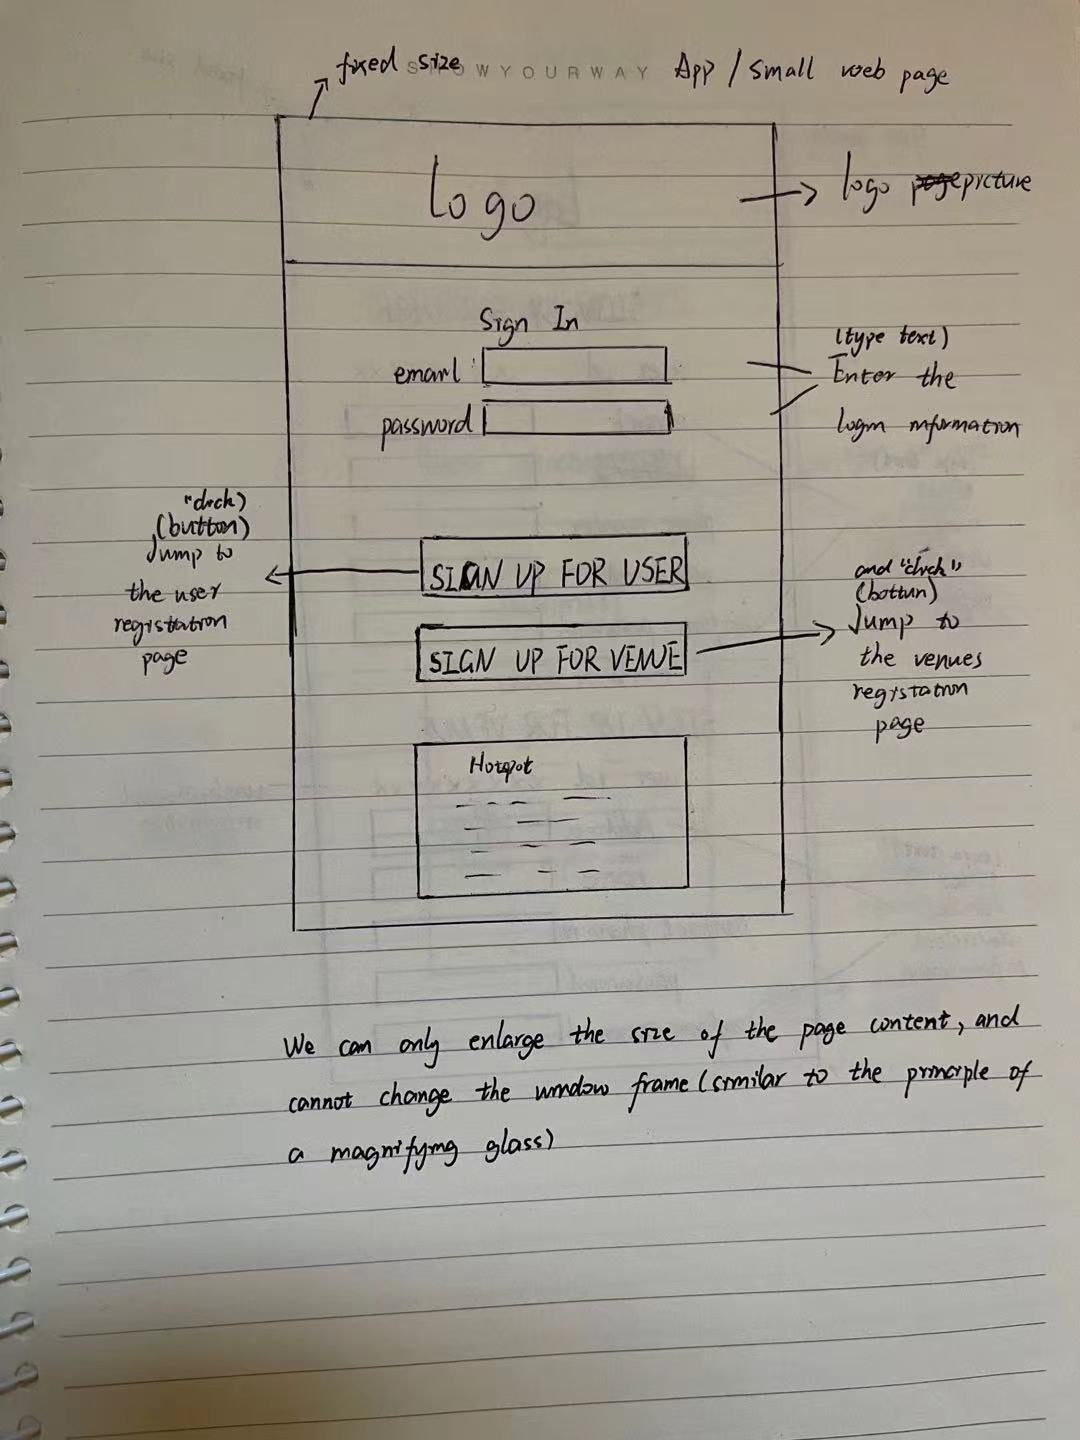 fixed size
SHOWYOURWAY
App / small web page
Logo
logo picture
Sign In
email :
password
(type text)
Enter the
login information
"click)
(button)
Jump to
the user
registation
page
SIGN UP FOR USER
SIGN UP FOR VENUE
and "click"
(bottun)
Jump to
the venues
registation
page
Hotspot
We can only enlarge the size of the page content, and
cannot change the window frame (similar to the principle of
a magnifying glass)